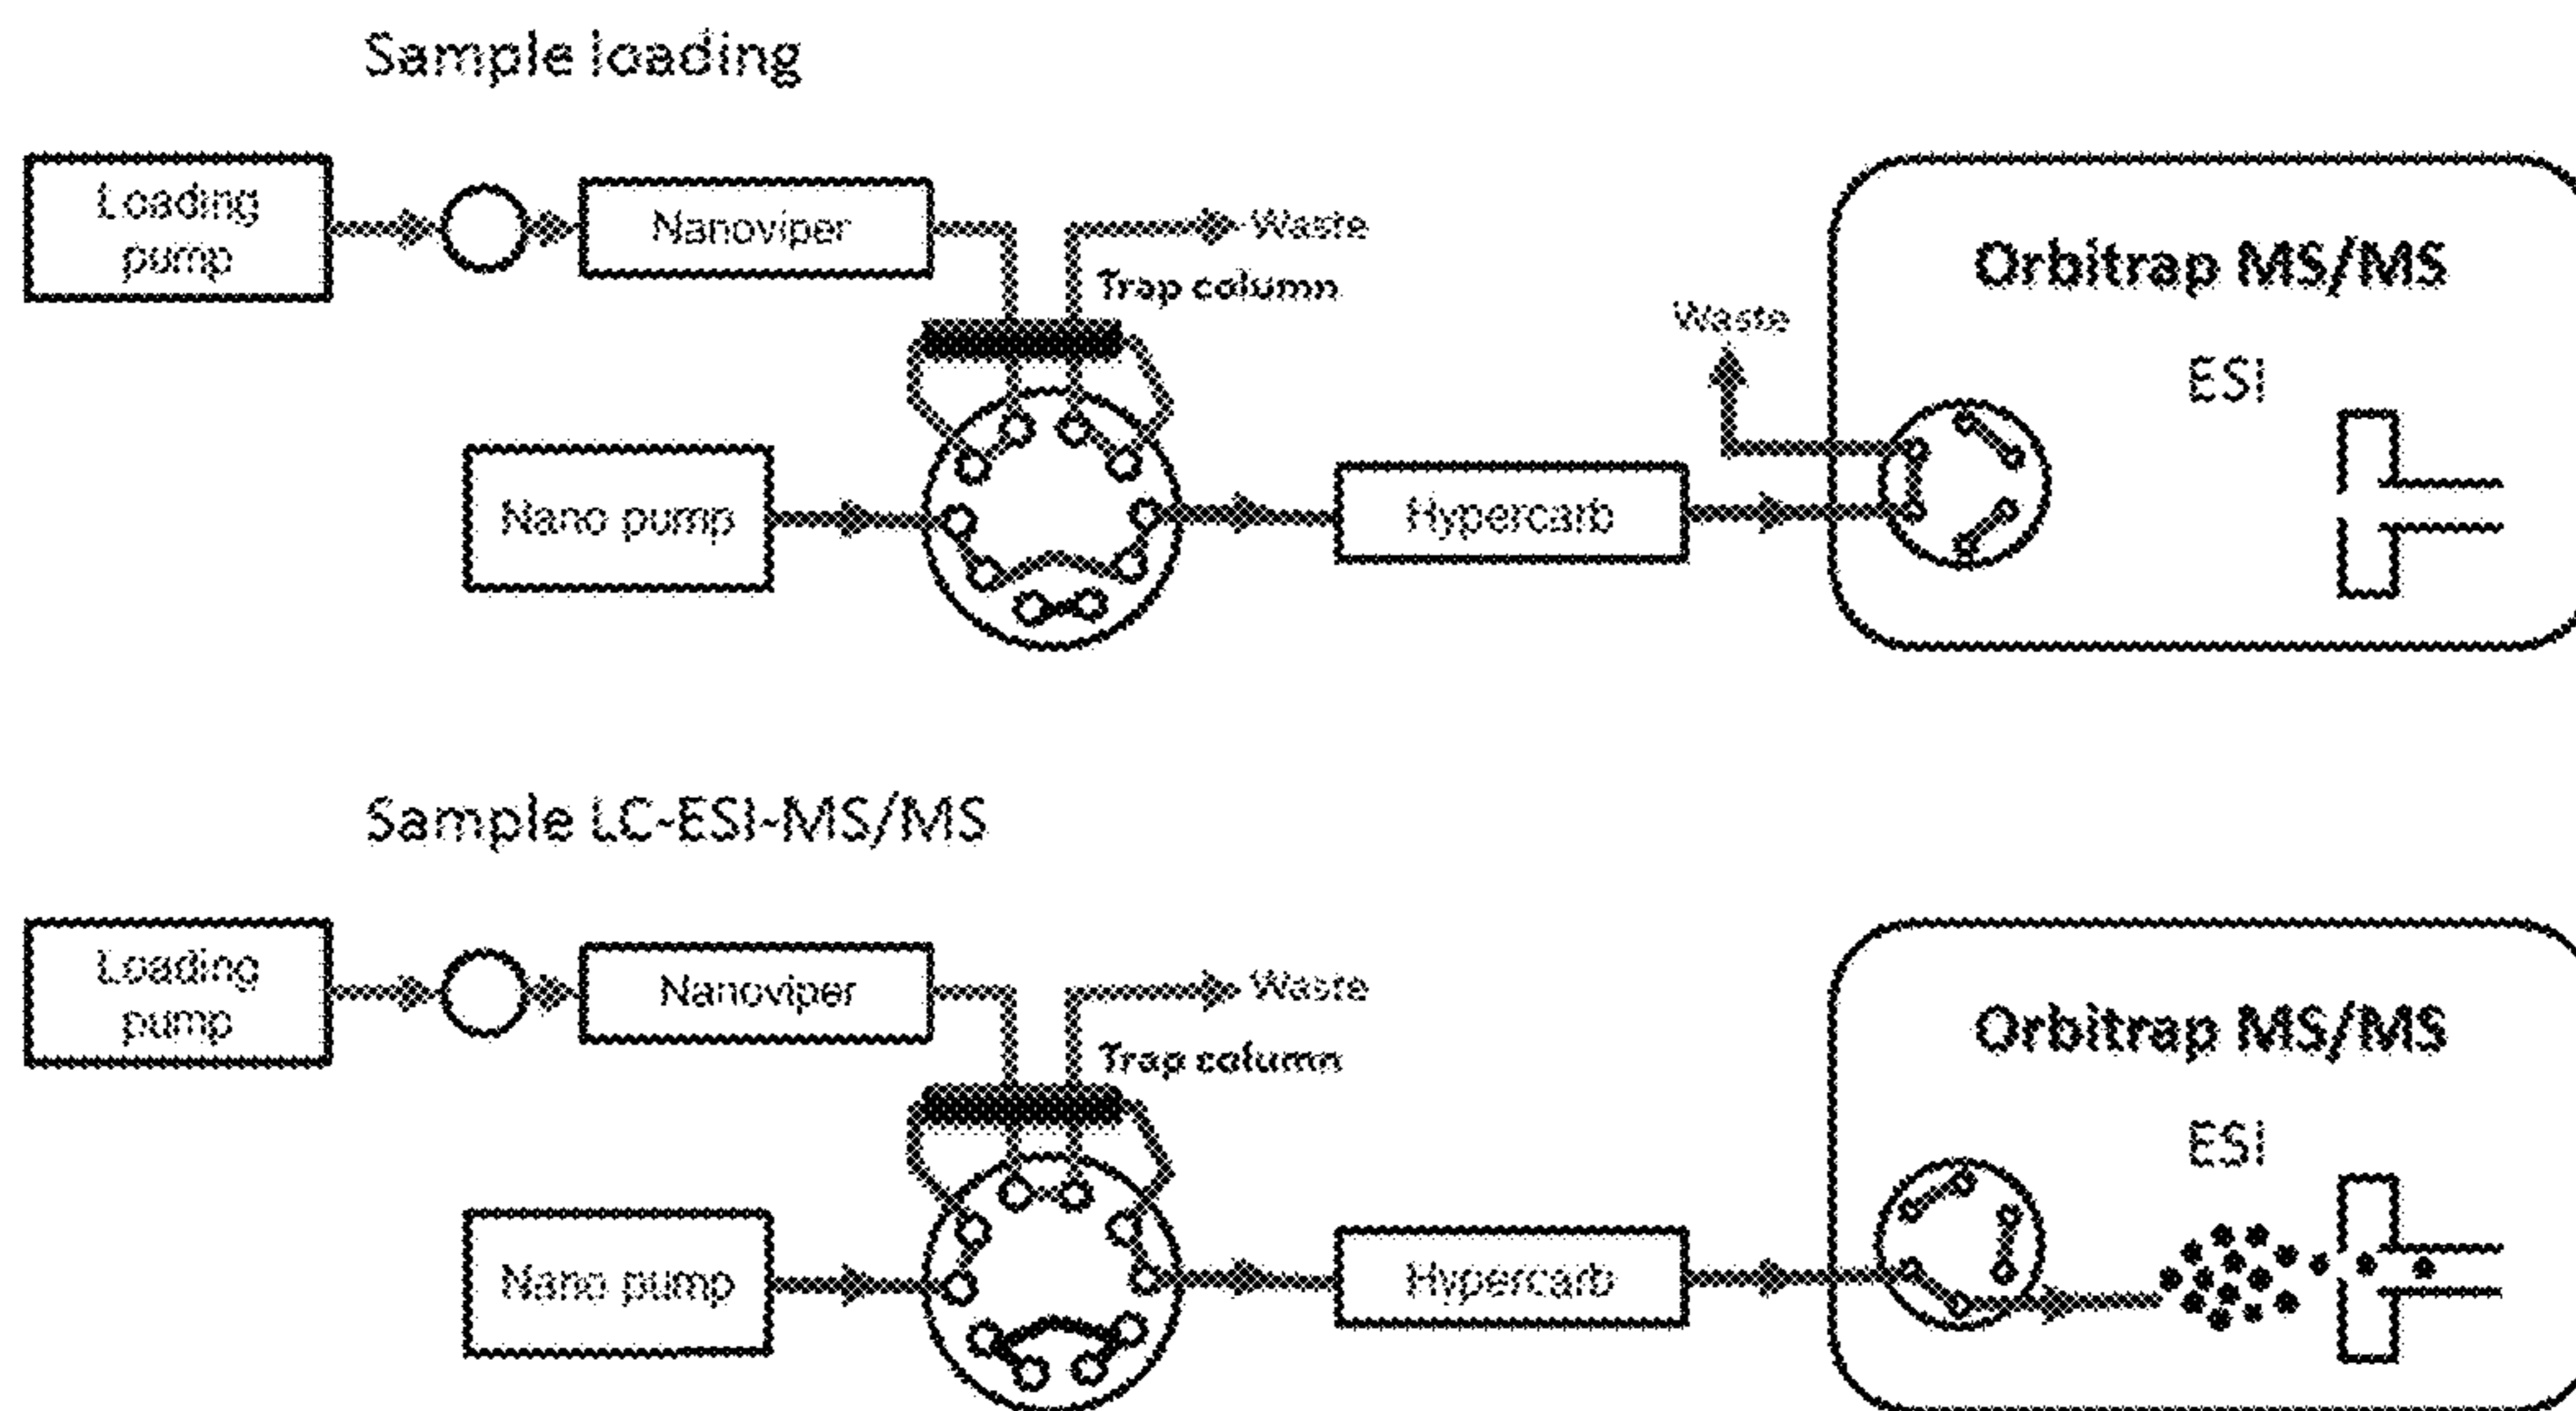 Sample loading
Loading
pump
Nanoviper
Waste
Trap column
Orbitrap MS/MS
Waste
ESI
Nano pump
Hypercarb
Sample LC-ESI-MS/MS
Loading
pump
Nanoviper
Waste
Trap column
Orbitrap MS/MS
ESI
Nano pump
Hypercarb